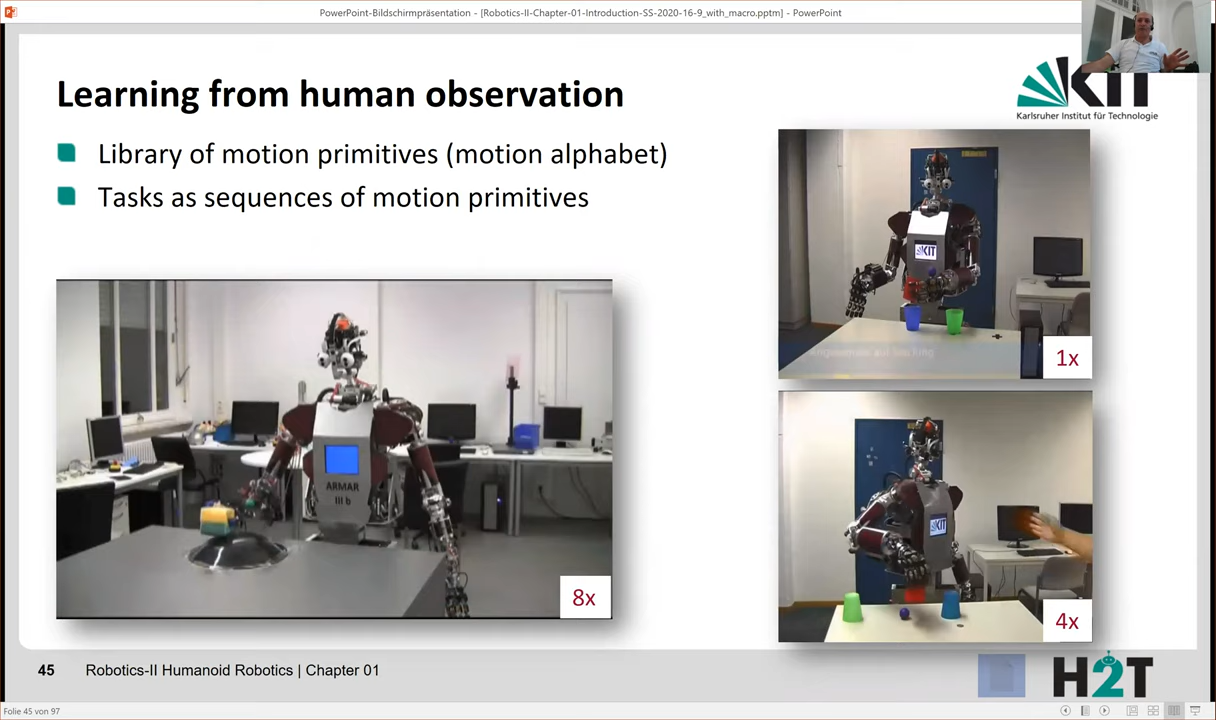 PowerPoint-Bildschirmpräsentation - [Robotics-II-Chapter-01-Introduction-SS-2020-16-9_with_macro.pptm] - PowerPoint
Learning from human observation
KIT
Karlsruher Institut für Technologie
Library of motion primitives (motion alphabet)
Tasks as sequences of motion primitives
KIT
1x
ARMAR
III b
8x
KIT
4x
45
Robotics-II Humanoid Robotics | Chapter 01
H2T
Folie 45 von 97